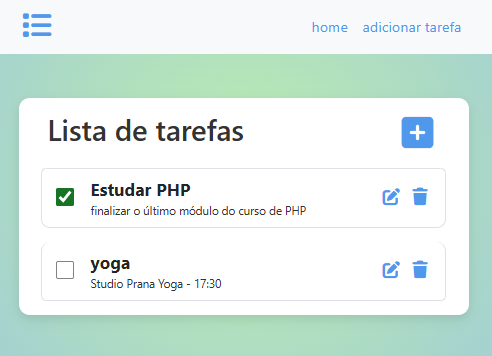 home adicionar tarefa
Lista de tarefas
Estudar PHP
finalizar o último módulo do curso de PHP
yoga
Studio Prana Yoga - 17:30